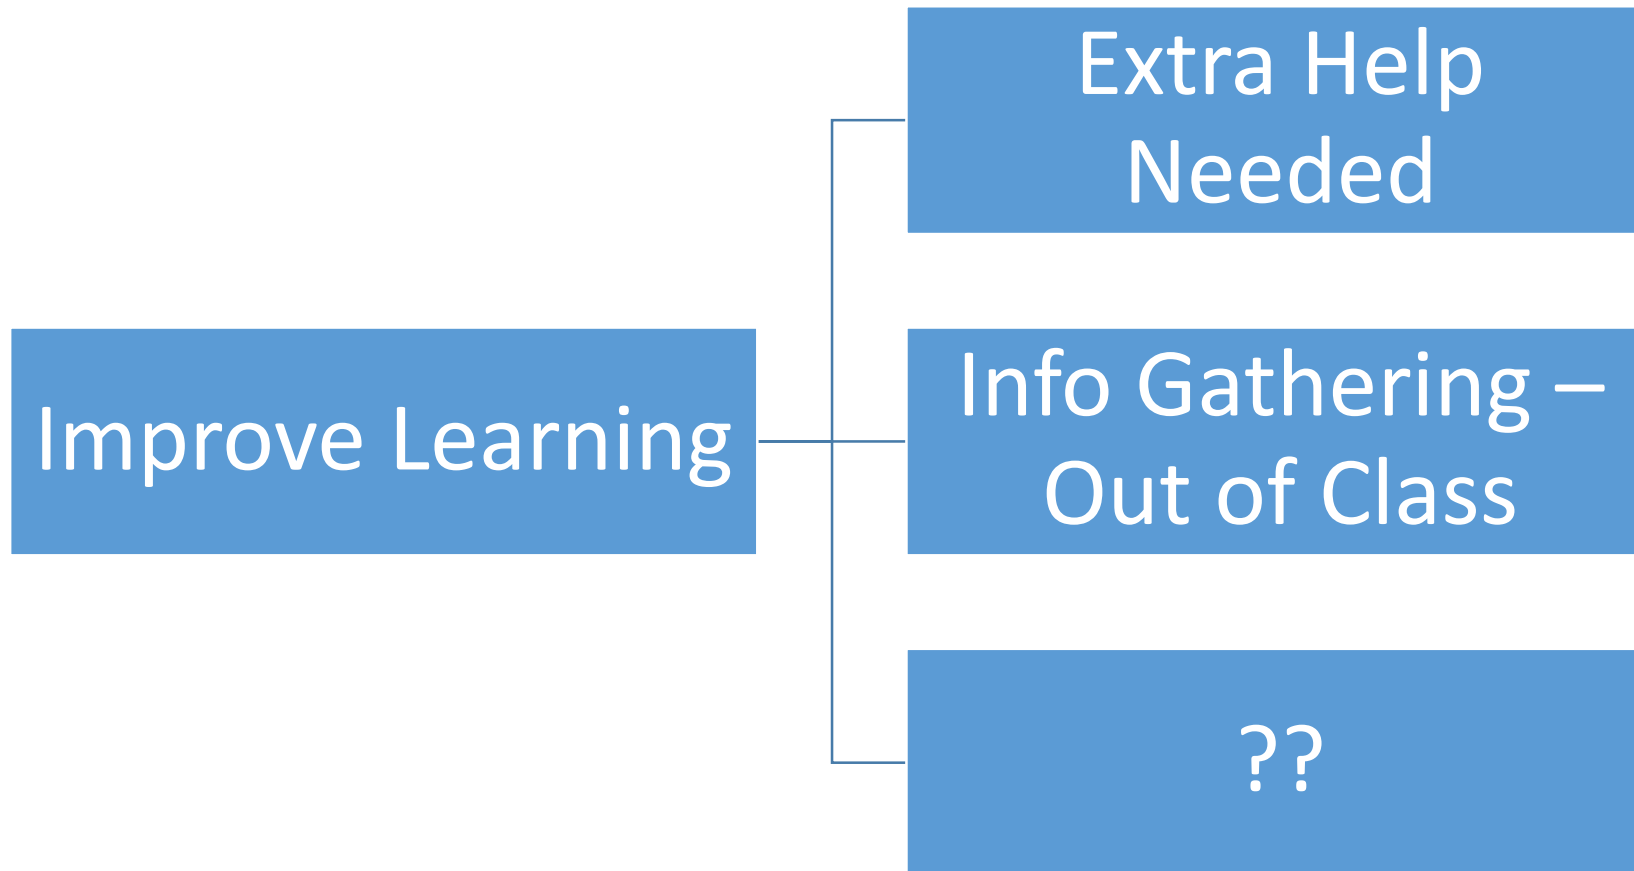 Extra Help
Needed
Improve Learning
Info Gathering –
Out of Class
??